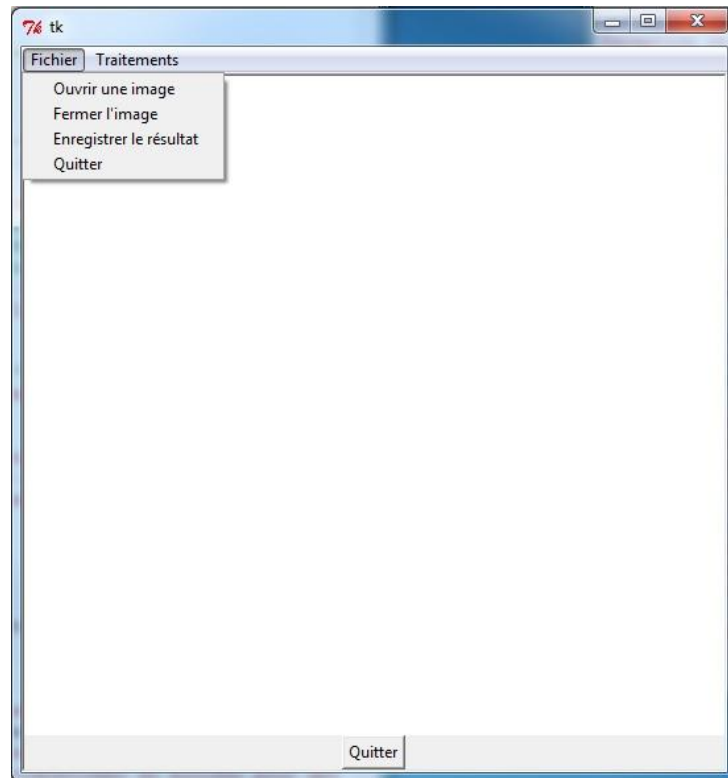 tk
Fichier Traitements
Ouvrir une image
Fermer l'image
Enregistrer le résultat
Quitter
Quitter